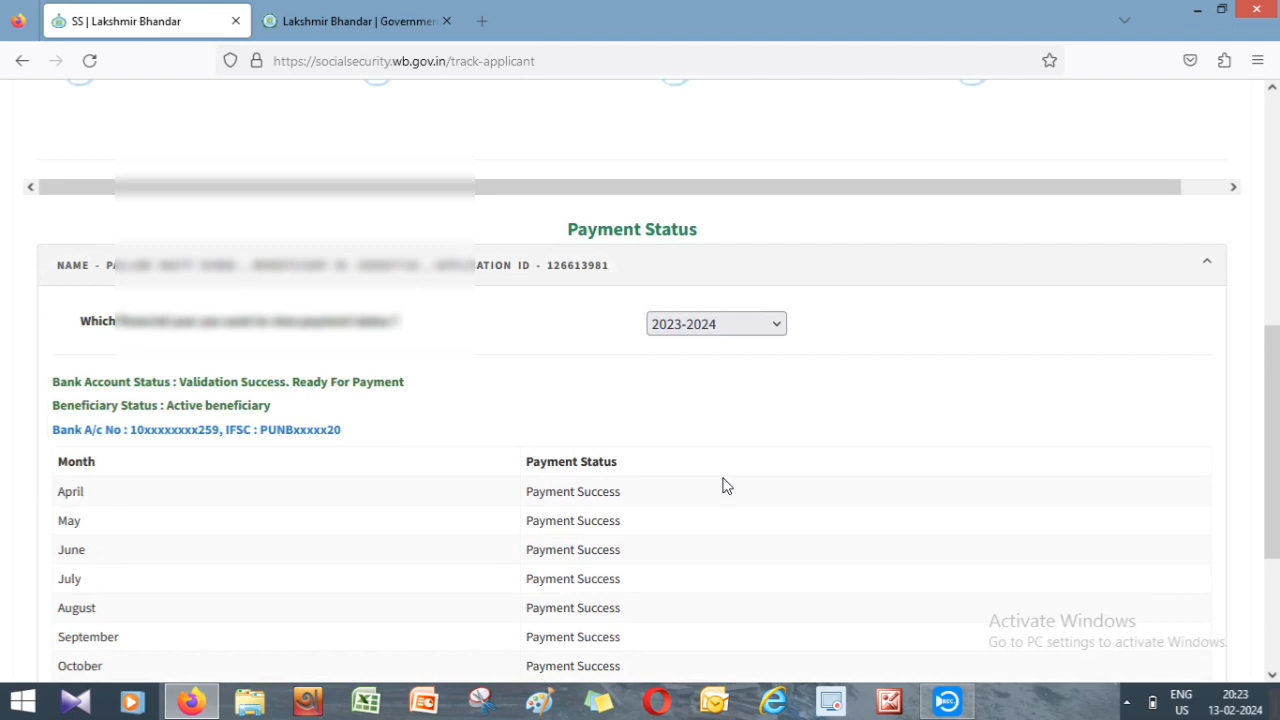 SS | Lakshmir Bhandar
Lakshmir Bhandar | Governmen
https://socialsecurity.wb.gov.in/track-applicant
Payment Status
NAME - P ATION ID - 126613981
Which
2023-2024
Bank Account Status : Validation Success. Ready For Payment
Beneficiary Status : Active beneficiary
Bank A/c No : 10xxxxxxxx259, IFSC : PUNBxxxxx20
Month Payment Status
April Payment Success
May Payment Success
June Payment Success
July Payment Success
August Payment Success
September Payment Success
October Payment Success
Activate Windows
Go to PC settings to activate Windows.
ENG 20:23
US 13-02-2024